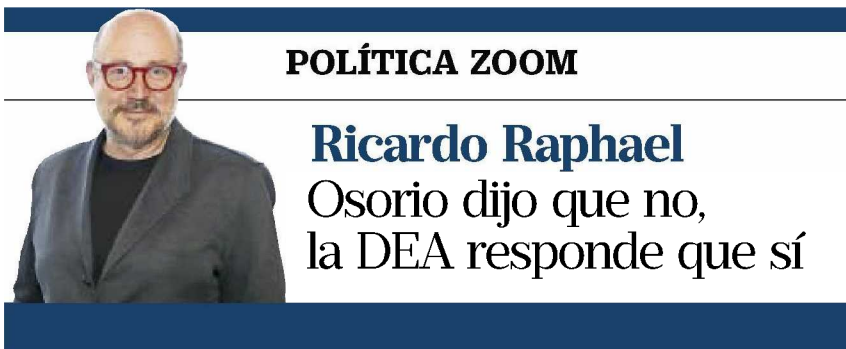 POLÍTICA ZOOM
Ricardo Raphael
Osorio dijo que no,
la DEA responde que sí